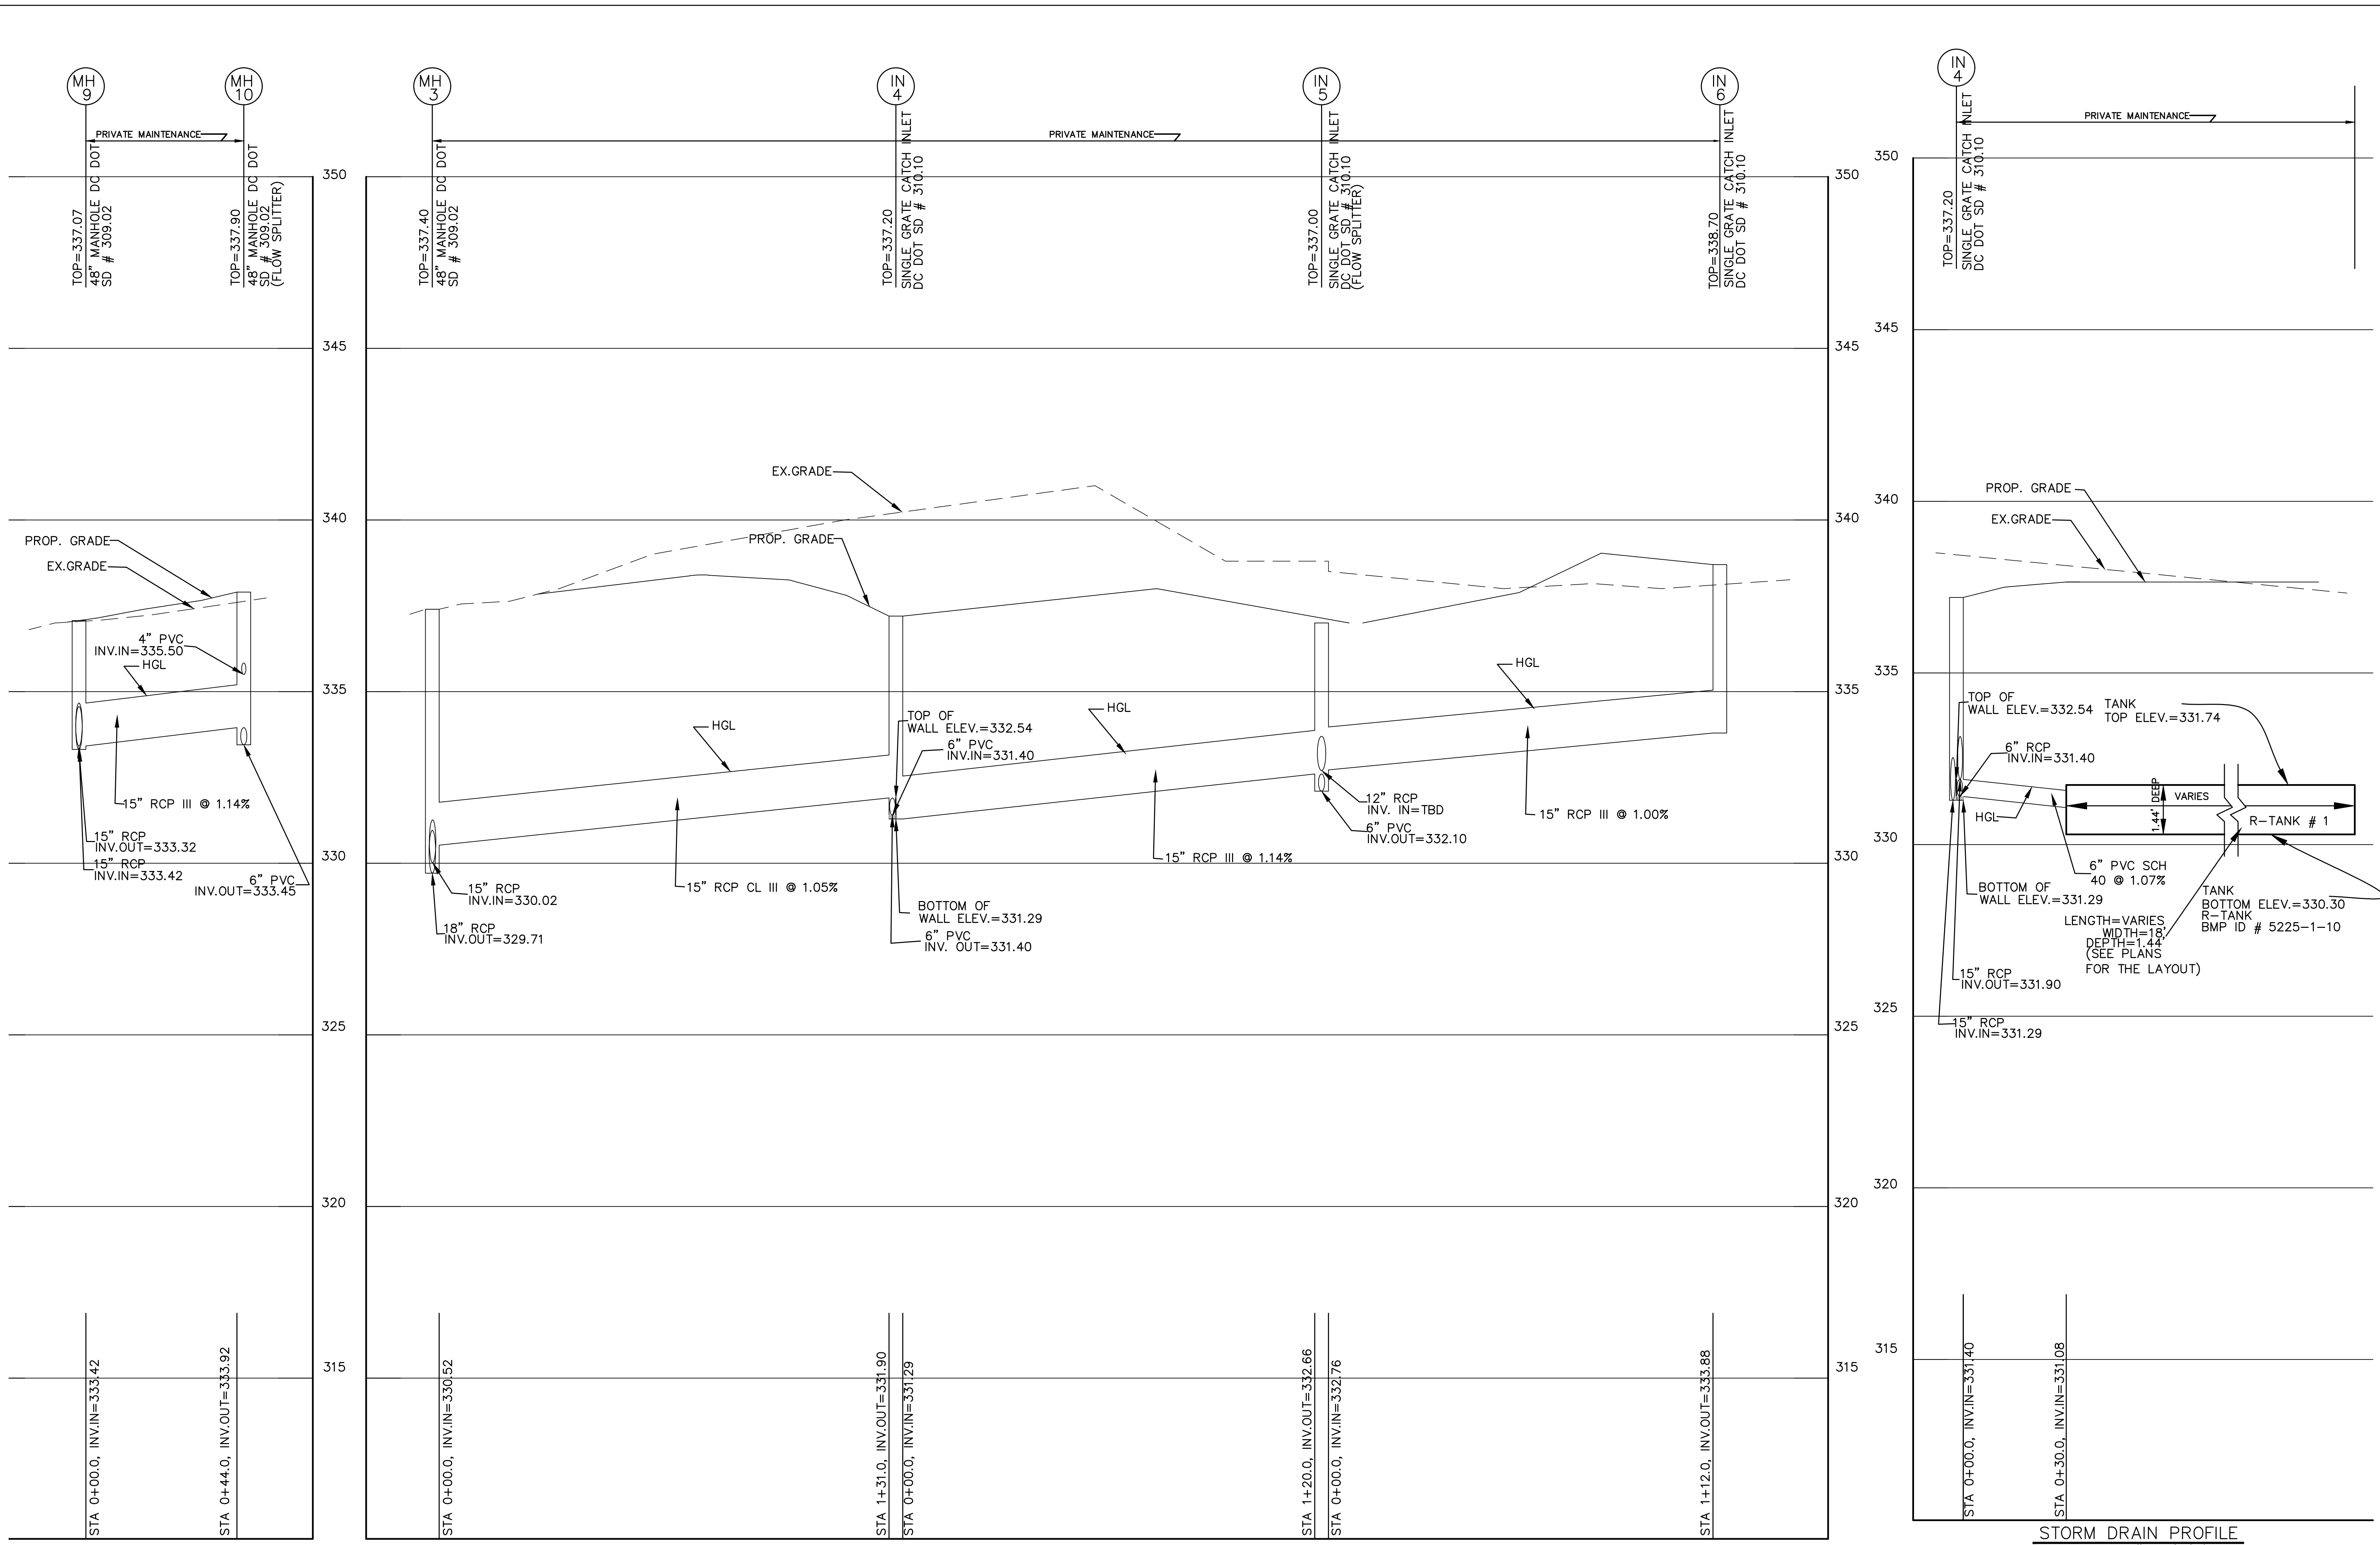 MH
9
MH
10
PRIVATE MAINTENANCE
TOP=337.07
48" MANHOLE DC DOT
SD # 309.02
TOP=337.90
48" MANHOLE DC DOT
SD # 309.02
(FLOW SPLITTER)
PROP. GRADE
EX.GRADE
4" PVC
INV.IN=335.50
HGL
15" RCP III @ 1.14%
15" RCP
INV.OUT=333.32
15" RCP
INV.IN=333.42
6" PVC
INV.OUT=333.45
STA 0+00.0, INV.IN=333.42
STA 0+44.0, INV.OUT=333.92
350
345
340
335
330
325
320
315
MH
3
IN
4
IN
5
IN
6
PRIVATE MAINTENANCE
TOP=337.40
48" MANHOLE DC DOT
SD # 309.02
TOP=337.20
SINGLE GRATE CATCH INLET
DC DOT SD # 310.10
TOP=337.00
SINGLE GRATE CATCH INLET
DC DOT SD # 310.10
(FLOW SPLITTER)
TOP=338.70
SINGLE GRATE CATCH INLET
DC DOT SD # 310.10
EX.GRADE
PROP. GRADE
HGL
HGL
HGL
TOP OF
WALL ELEV.=332.54
6" PVC
INV.IN=331.40
15" RCP
INV.IN=330.02
18" RCP
INV.OUT=329.71
15" RCP CL III @ 1.05%
BOTTOM OF
WALL ELEV.=331.29
6" PVC
INV. OUT=331.40
15" RCP III @ 1.14%
12" RCP
INV. IN=TBD
6" PVC
INV.OUT=332.10
15" RCP III @ 1.00%
STA 0+00.0, INV.IN=330.52
STA 1+31.0, INV.OUT=331.90
STA 0+00.0, INV.IN=331.29
STA 1+20.0, INV.OUT=332.66
STA 0+00.0, INV.IN=332.76
STA 1+12.0, INV.OUT=333.88
350
345
340
335
330
325
320
315
350
345
340
335
330
325
320
315
IN
4
PRIVATE MAINTENANCE
TOP=337.20
SINGLE GRATE CATCH INLET
DC DOT SD # 310.10
PROP. GRADE
EX.GRADE
TOP OF
WALL ELEV.=332.54
TANK
TOP ELEV.=331.74
6" RCP
INV.IN=331.40
HGL
1.44' DEEP
VARIES
R-TANK # 1
6" PVC SCH
40 @ 1.07%
BOTTOM OF
WALL ELEV.=331.29
TANK
BOTTOM ELEV.=330.30
R-TANK
BMP ID # 5225-1-10
LENGTH=VARIES
WIDTH=18'
DEPTH=1.44'
(SEE PLANS
FOR THE LAYOUT)
15" RCP
INV.OUT=331.90
15" RCP
INV.IN=331.29
STA 0+00.0, INV.IN=331.40
STA 0+30.0, INV.IN=331.08
STORM DRAIN PROFILE